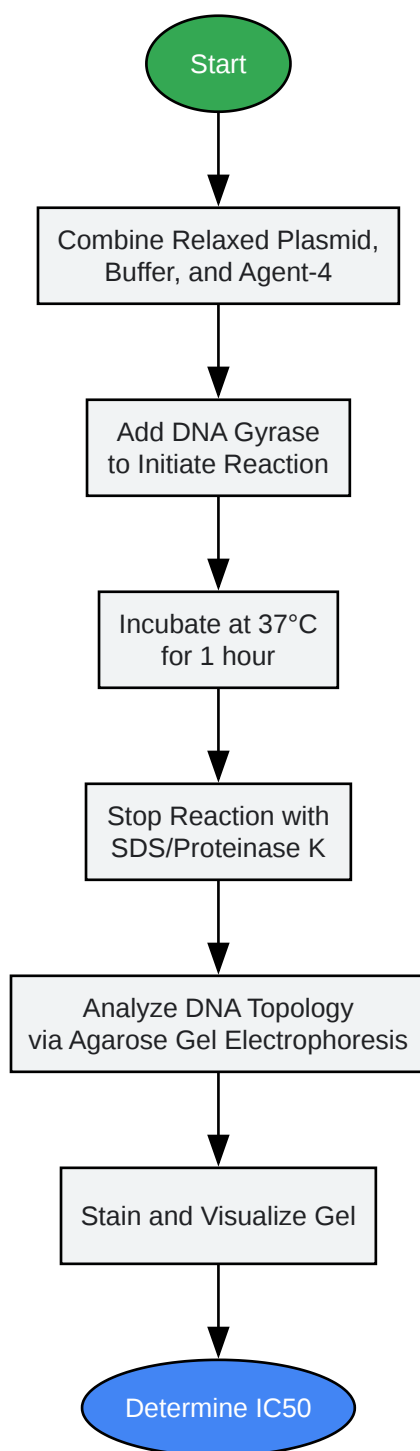 Start
Combine Relaxed Plasmid,
Buffer, and Agent-4
Add DNA Gyrase
to Initiate Reaction
Incubate at 37°C
for 1 hour
Stop Reaction with
SDS/Proteinase K
Analyze DNA Topology
via Agarose Gel Electrophoresis
Stain and Visualize Gel
Determine IC50